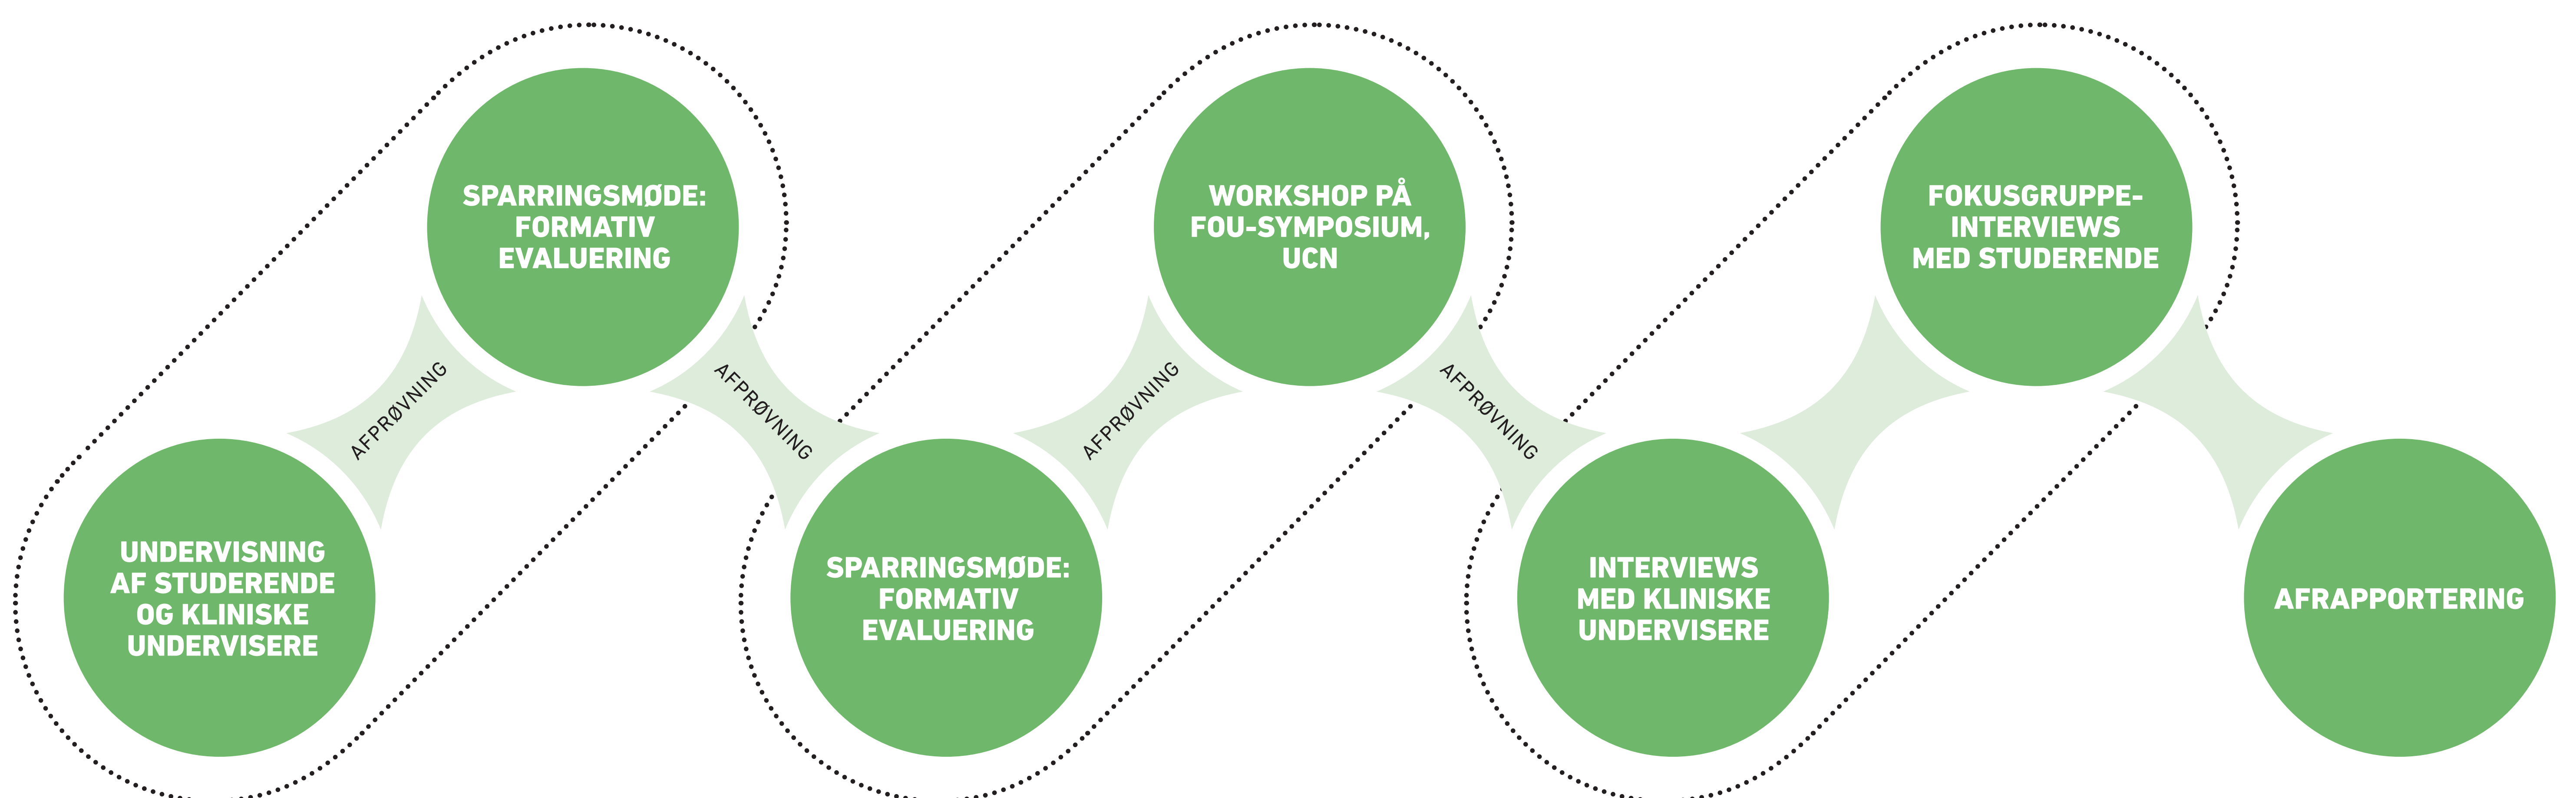 UNDERVISNING
AF STUDERENDE
OG KLINISKE
UNDERVISERE
AFPRØVNING
SPARRINGSMØDE:
FORMATIV
EVALUERING
AFPRØVNING
SPARRINGSMØDE:
FORMATIV
EVALUERING
AFPRØVNING
WORKSHOP PÅ
FOU-SYMPOSIUM,
UCN
AFPRØVNING
INTERVIEWS
MED KLINISKE
UNDERVISERE
FOKUSGRUPPE-
INTERVIEWS
MED STUDERENDE
AFRAPPORTERING